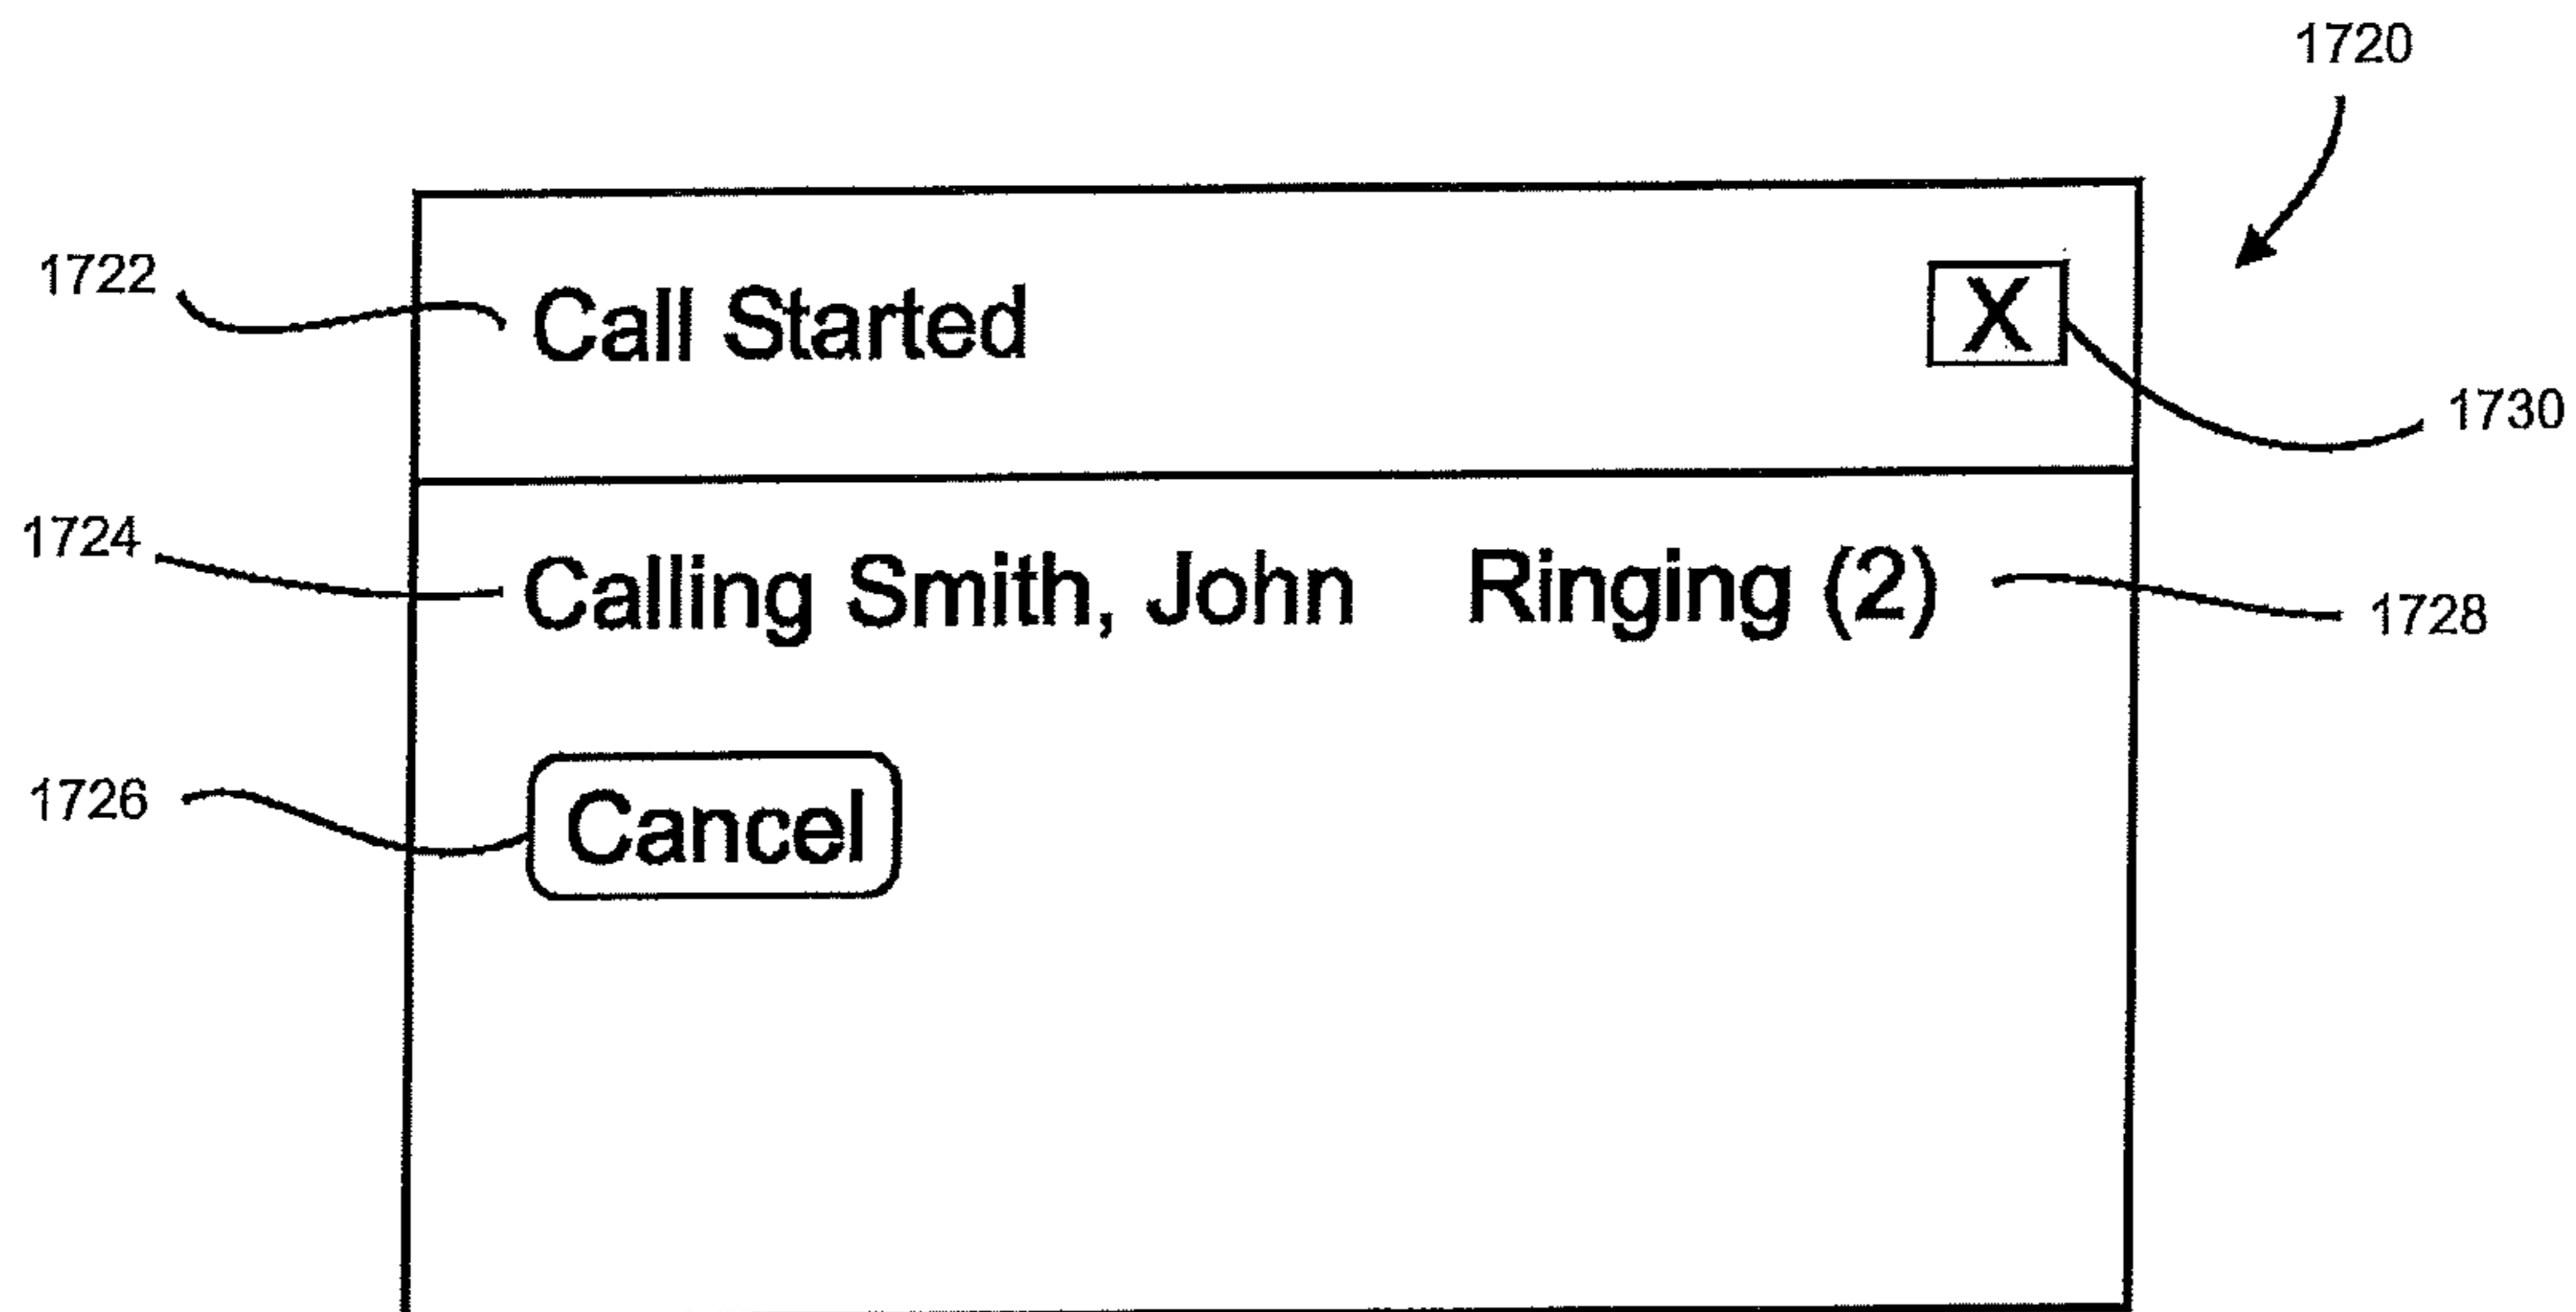 1720
1722 Call Started X
1730
1724 Calling Smith, John Ringing (2) 1728
1726 Cancel